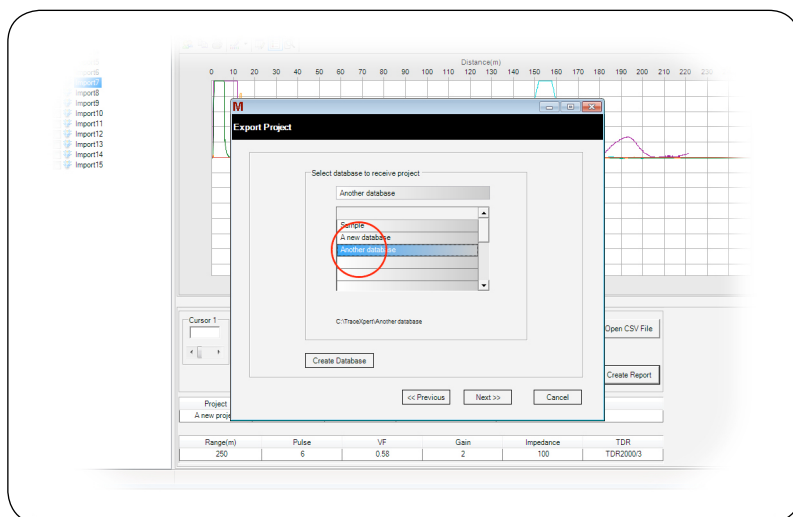 Distance(m)
0 10 20 30 40 50 60 70 80 90 100 110 120 130 140 150 160 170 180 190 200 210 220 230
Import7
Import8
Import9
Import10
Import11
Import12
Import13
Import14
Import15
M
Export Project
Select database to receive project
Another database
Sample
A new database
Another database
C:\TraceXpert\Another database
Create Database
<< Previous Next >> Cancel
Cursor 1
Open CSV File
Create Report
Project
A new proje
Range(m) Pulse VF Gain Impedance TDR
250 6 0.58 2 100 TDR2000/3